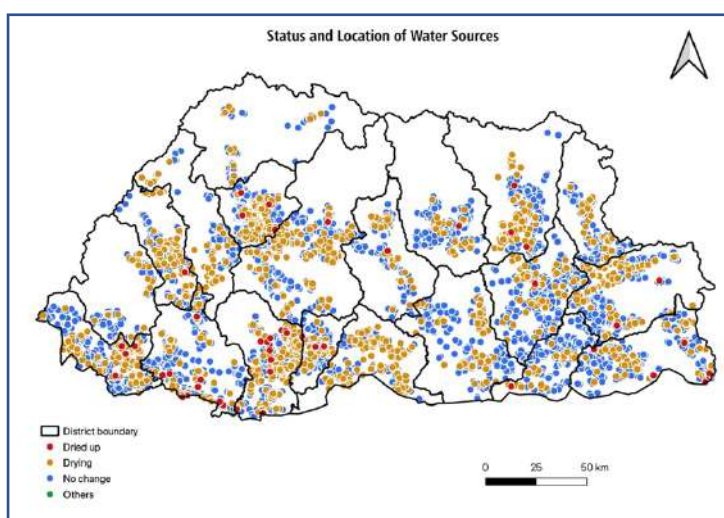 Status and Location of Water Sources
District boundary
Dried up
Drying
No change
Others
0 25 50 km